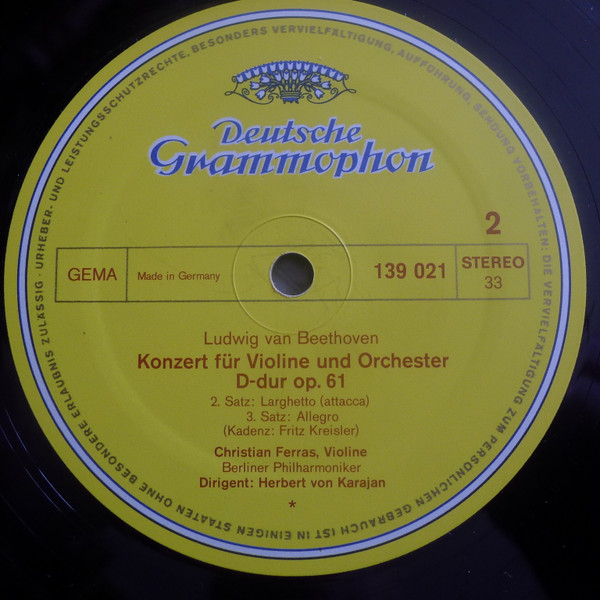 Deutsche
Grammophon
2
GEMA
Made in Germany
139 021
STEREO
33
Ludwig van Beethoven
Konzert für Violine und Orchester
D-dur op. 61
2. Satz: Larghetto (attacca)
3. Satz: Allegro
(Kadenz: Fritz Kreisler)
Christian Ferras, Violine
Berliner Philharmoniker
Dirigent: Herbert von Karajan
*
URHEBER- UND LEISTUNGSSCHUTZRECHTE, BESONDERS VERVIELFÄLTIGUNG, AUFFÜHRUNG, SENDUNG VORBEHALTEN; DIE VERVIELFÄLTIGUNG ZUM PERSÖNLICHEN GEBRAUCH IST IN EINIGEN STAATEN OHNE BESONDERE ERLAUBNIS ZULÄSSIG ·